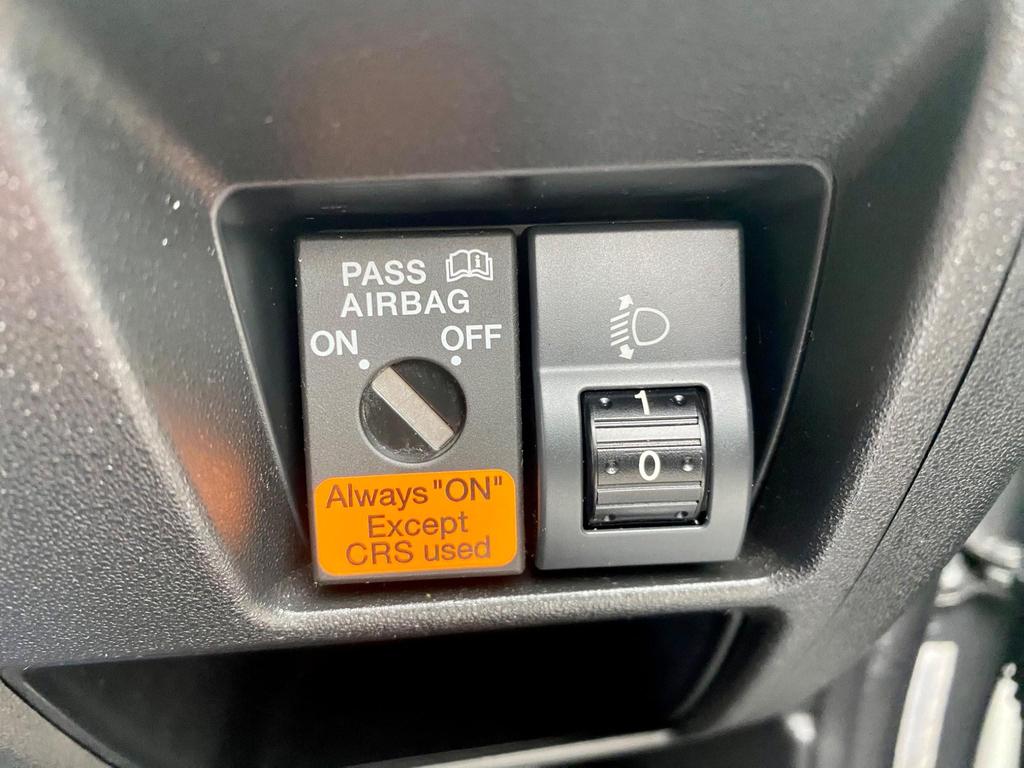 PASS
AIRBAG
ON OFF
Always "ON"
Except
CRS used
1
0